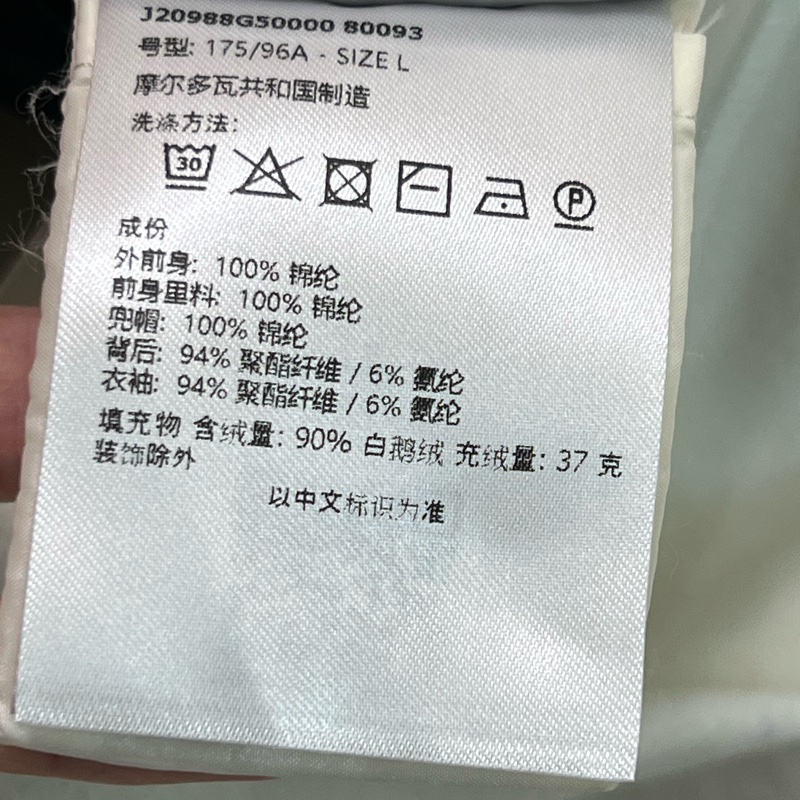 J20988G50000 80093
号型: 175/96A - SIZE L
摩尔多瓦共和国制造
洗涤方法:
30
P
成份
外前身: 100% 锦纶
前身里料: 100% 锦纶
兜帽: 100% 锦纶
背后: 94% 聚酯纤维 / 6% 氨纶
衣袖: 94% 聚酯纤维 / 6% 氨纶
填充物 含绒量: 90% 白鹅绒 充绒量: 37 克
装饰除外
以中文标识为准